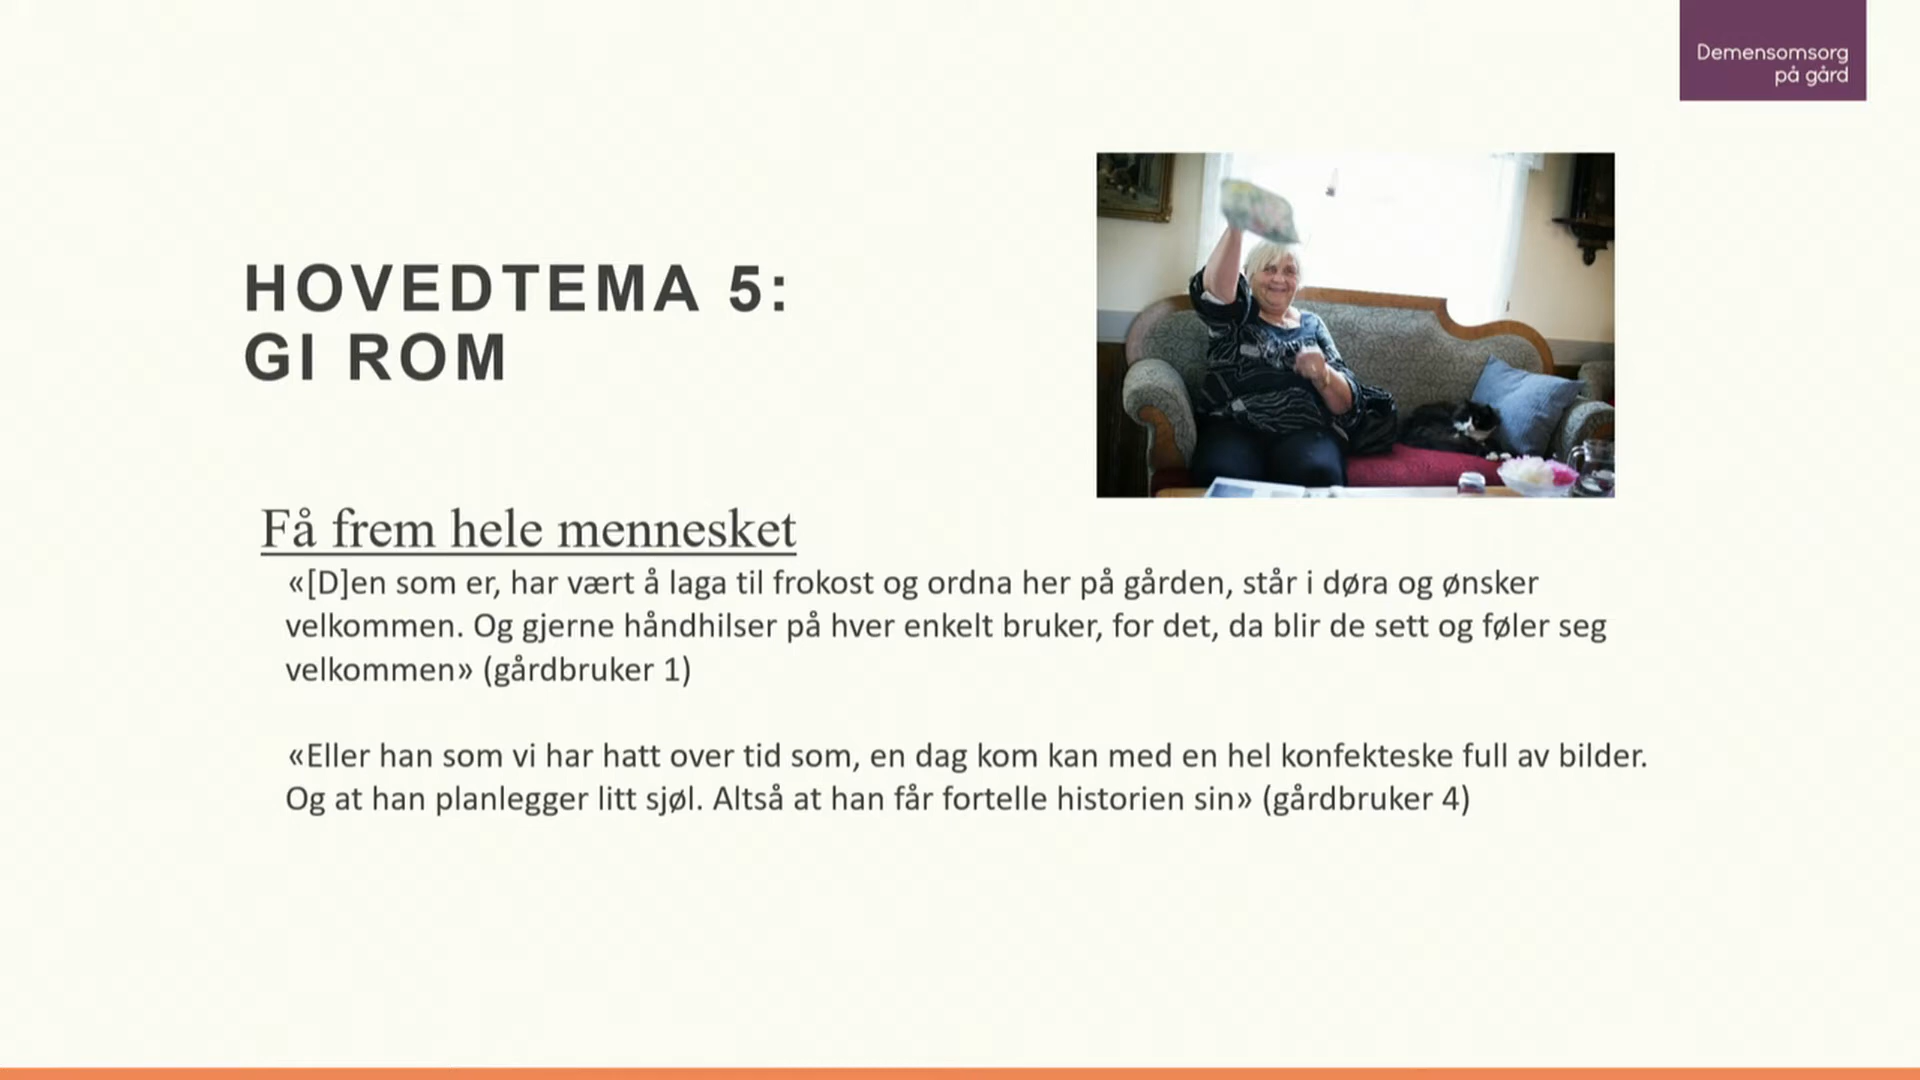 Demensomsorg
på gård
HOVEDTEMA 5:
GI ROM
Få frem hele mennesket
«[D]en som er, har vært å laga til frokost og ordna her på gården, står i døra og ønsker
velkommen. Og gjerne håndhilser på hver enkelt bruker, for det, da blir de sett og føler seg
velkommen» (gårdbruker 1)
«Eller han som vi har hatt over tid som, en dag kom kan med en hel konfekteske full av bilder.
Og at han planlegger litt sjøl. Altså at han får fortelle historien sin» (gårdbruker 4)